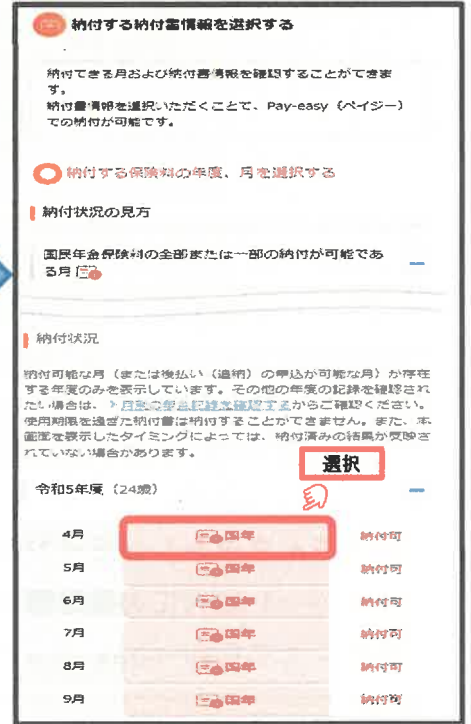 納付する納付書情報を選択する
納付できる月および納付書情報を確認することができま
す。
納付書情報を選択いただくことで、Pay-easy（ペイジー）
での納付が可能です。
納付する保険料の年度、月を選択する
納付状況の見方
国民年金保険料の全部または一部の納付が可能であ
る月
納付状況
納付可能な月（または後払い（追納）の申込が可能な月）が存在
する年度のみを表示しています。その他の年度の記録を確認され
たい場合は、月別の年金記録を確認するからご確認ください。
使用期限を過ぎた納付書は納付することができません。また、本
画面を表示したタイミングによっては、納付済みの結果が反映さ
れていない場合があります。
選択
令和5年度（24歳）
4月 国年 納付可
5月 国年 納付可
6月 国年 納付可
7月 国年 納付可
8月 国年 納付可
9月 国年 納付可